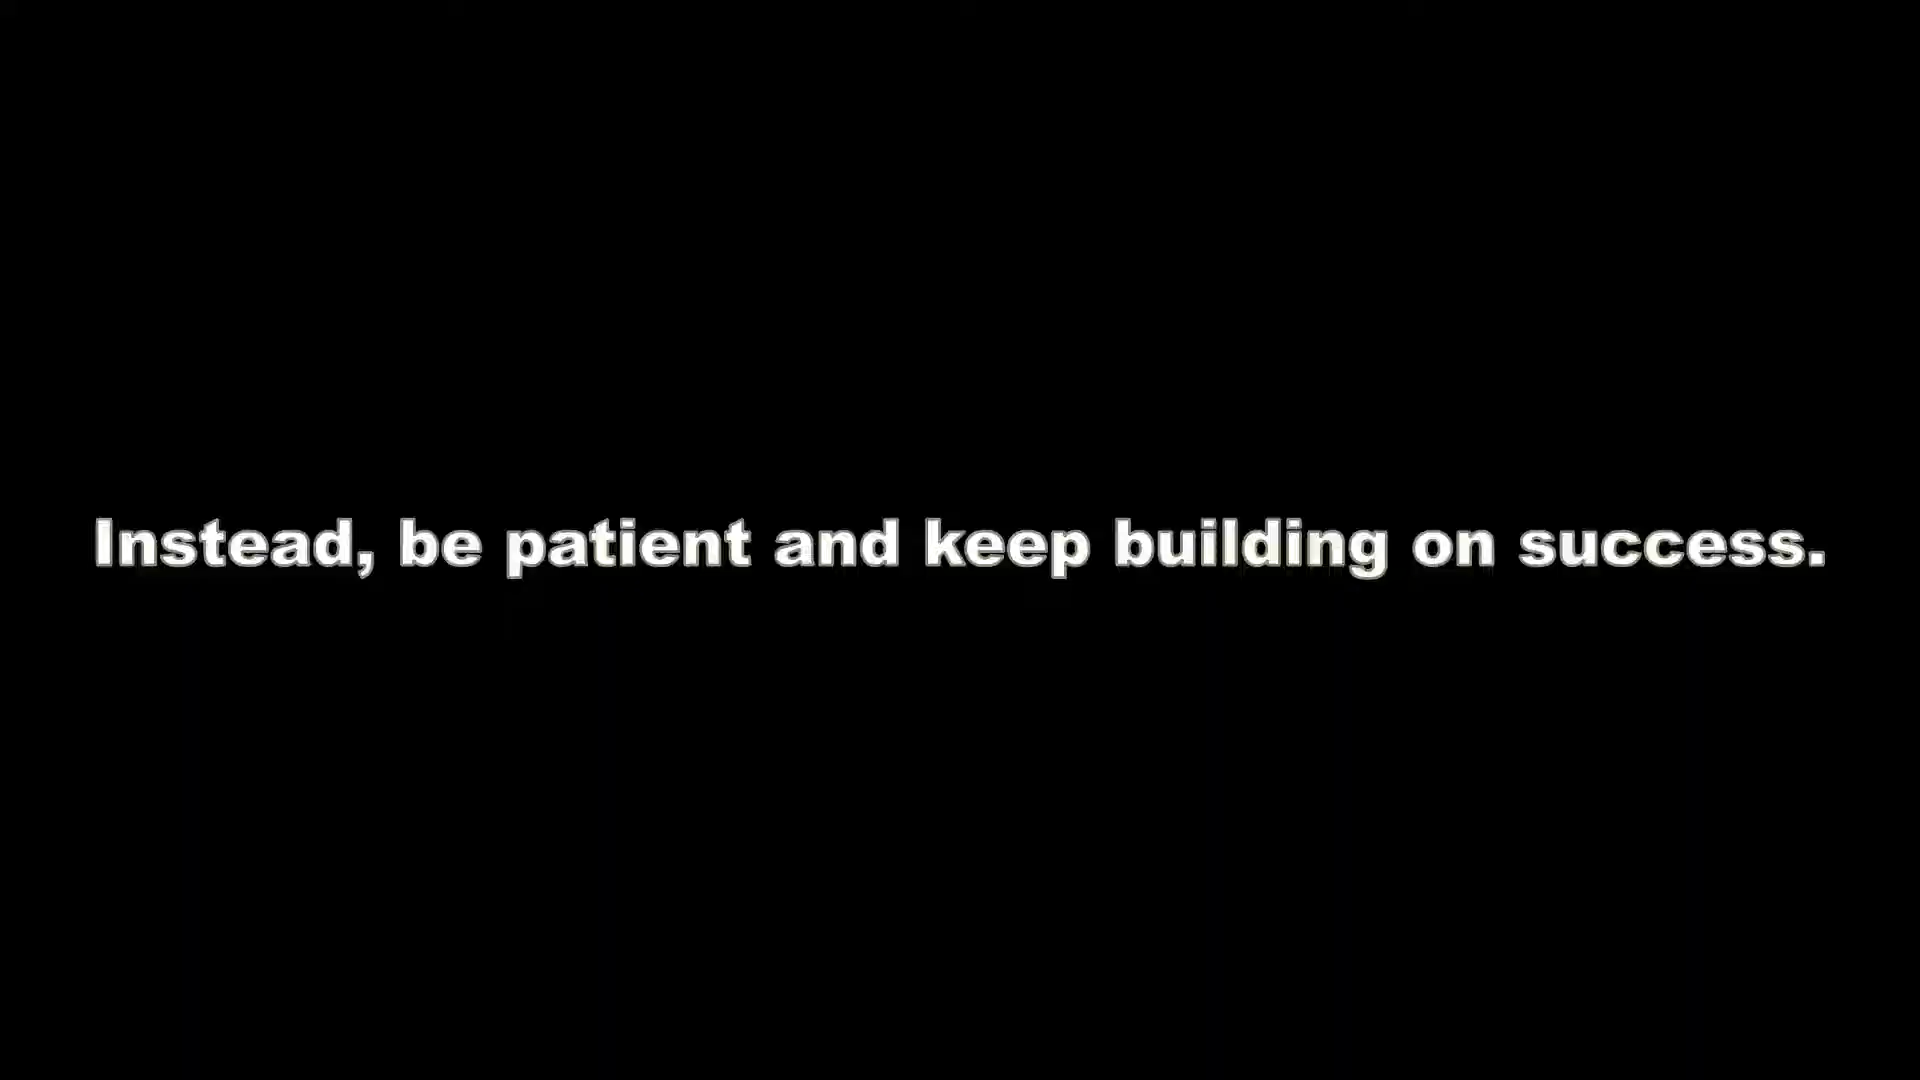 Instead, be patient and keep building on success.